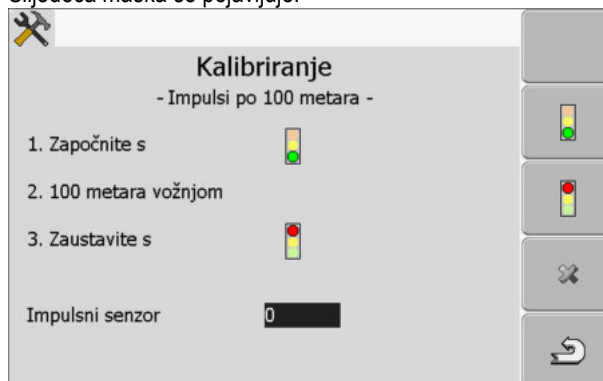 Sljedeća maska se pojavljuje:
Kalibriranje
- Impulsi po 100 metara -
1. Započnite s
2. 100 metara vožnjom
3. Zaustavite s
Impulsni senzor 0